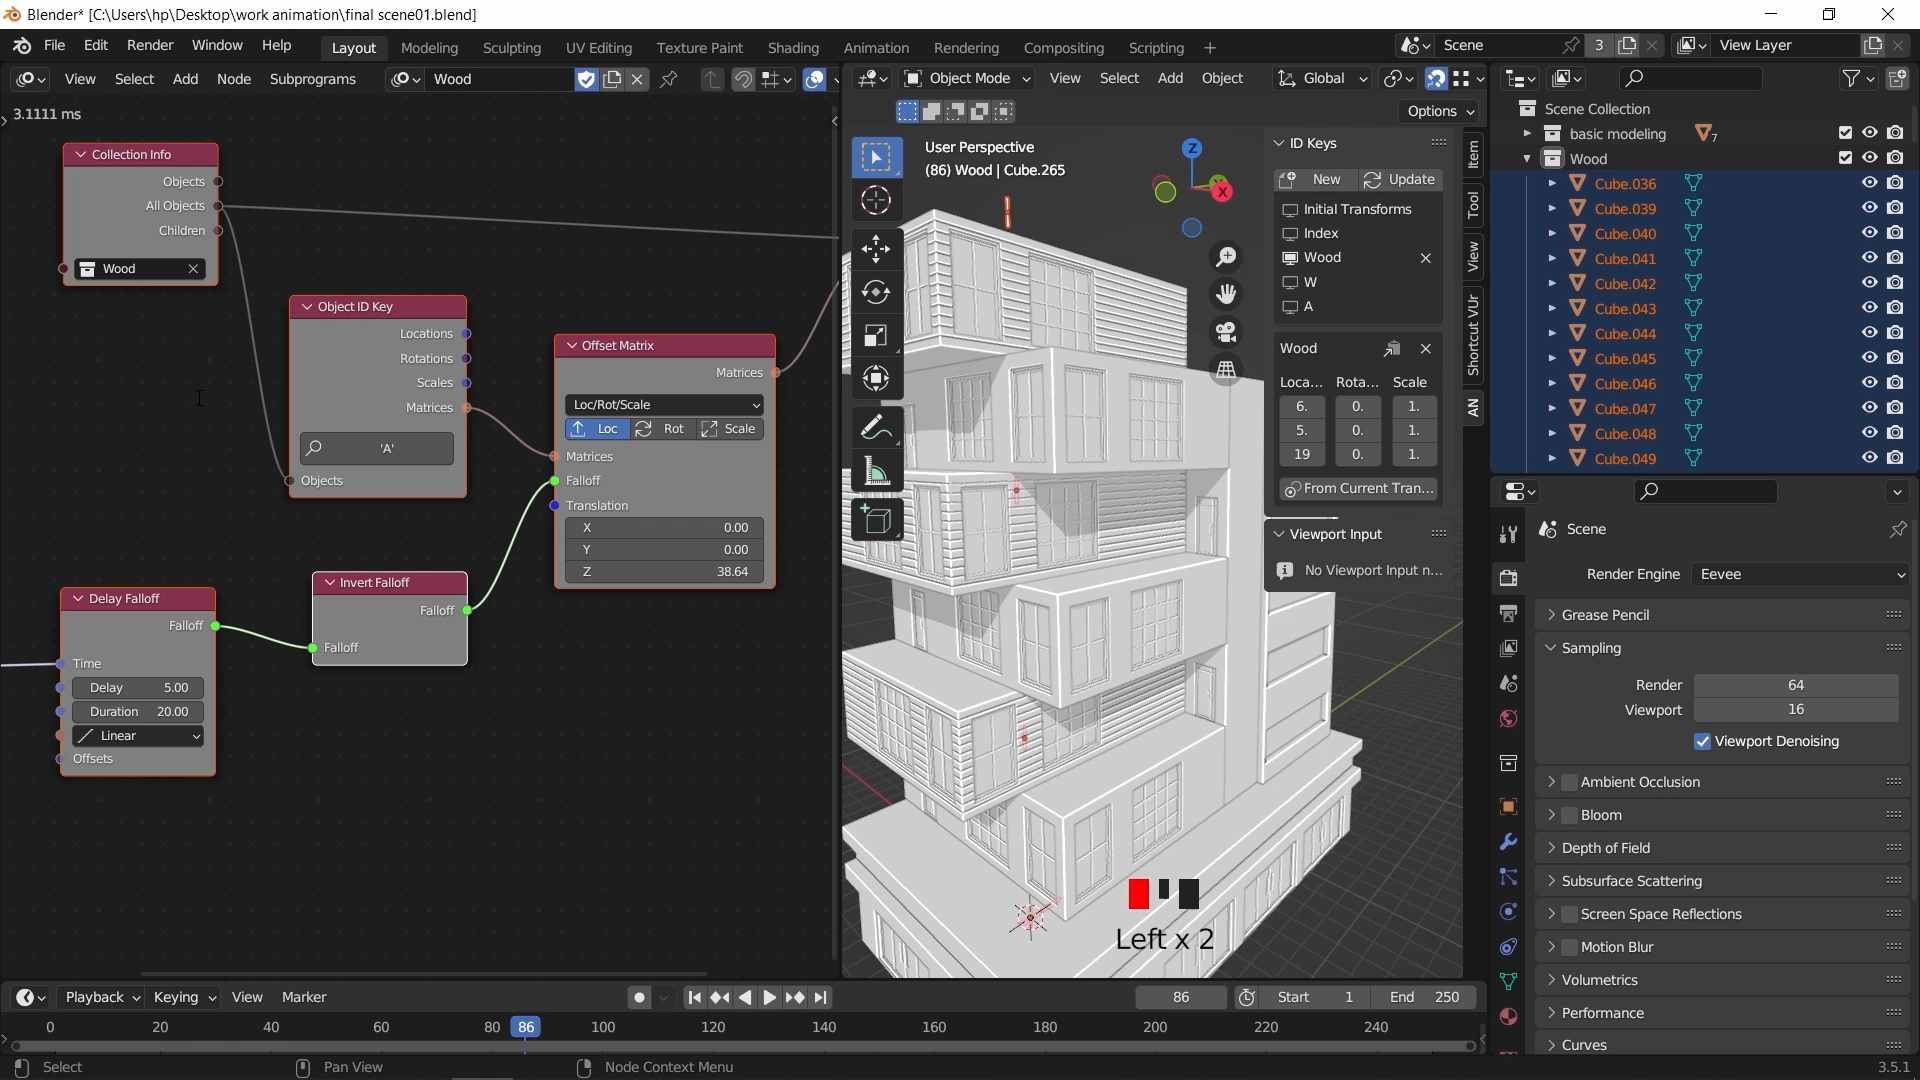 Blender* [C:\Users\hp\Desktop\work animation\final scene01.blend]
File Edit Render Window Help
Layout Modeling Sculpting UV Editing Texture Paint Shading Animation Rendering Compositing Scripting +
Scene 3
View Layer
View Select Add Node Subprograms
Wood
Object Mode View Select Add Object Global
Options
3.1111 ms
Collection Info
Objects
All Objects
Children
Wood
Object ID Key
Locations
Rotations
Scales
Matrices
'A'
Objects
Offset Matrix
Matrices
Loc/Rot/Scale
Loc Rot Scale
Matrices
Falloff
Translation
X 0.00
Y 0.00
Z 38.64
Delay Falloff
Falloff
Time
Delay 5.00
Duration 20.00
Linear
Offsets
Invert Falloff
Falloff
Falloff
User Perspective
(86) Wood | Cube.265
Z
X
Left x 2
ID Keys
New Update
Initial Transforms
Index
Wood
W
A
Wood
Loca... Rota... Scale
6. 0. 1.
5. 0. 1.
19 0. 1.
From Current Tran...
Viewport Input
No Viewport Input n...
Item
Tool
View
Shortcut VUr
AN
Scene Collection
basic modeling 7
Wood
Cube.036
Cube.039
Cube.040
Cube.041
Cube.042
Cube.043
Cube.044
Cube.045
Cube.046
Cube.047
Cube.048
Cube.049
Scene
Render Engine Eevee
Grease Pencil
Sampling
Render 64
Viewport 16
Viewport Denoising
Ambient Occlusion
Bloom
Depth of Field
Subsurface Scattering
Screen Space Reflections
Motion Blur
Volumetrics
Performance
Curves
Playback Keying View Marker
86 Start 1 End 250
0 20 40 60 80 86 100 120 140 160 180 200 220 240
Select Pan View Node Context Menu
3.5.1